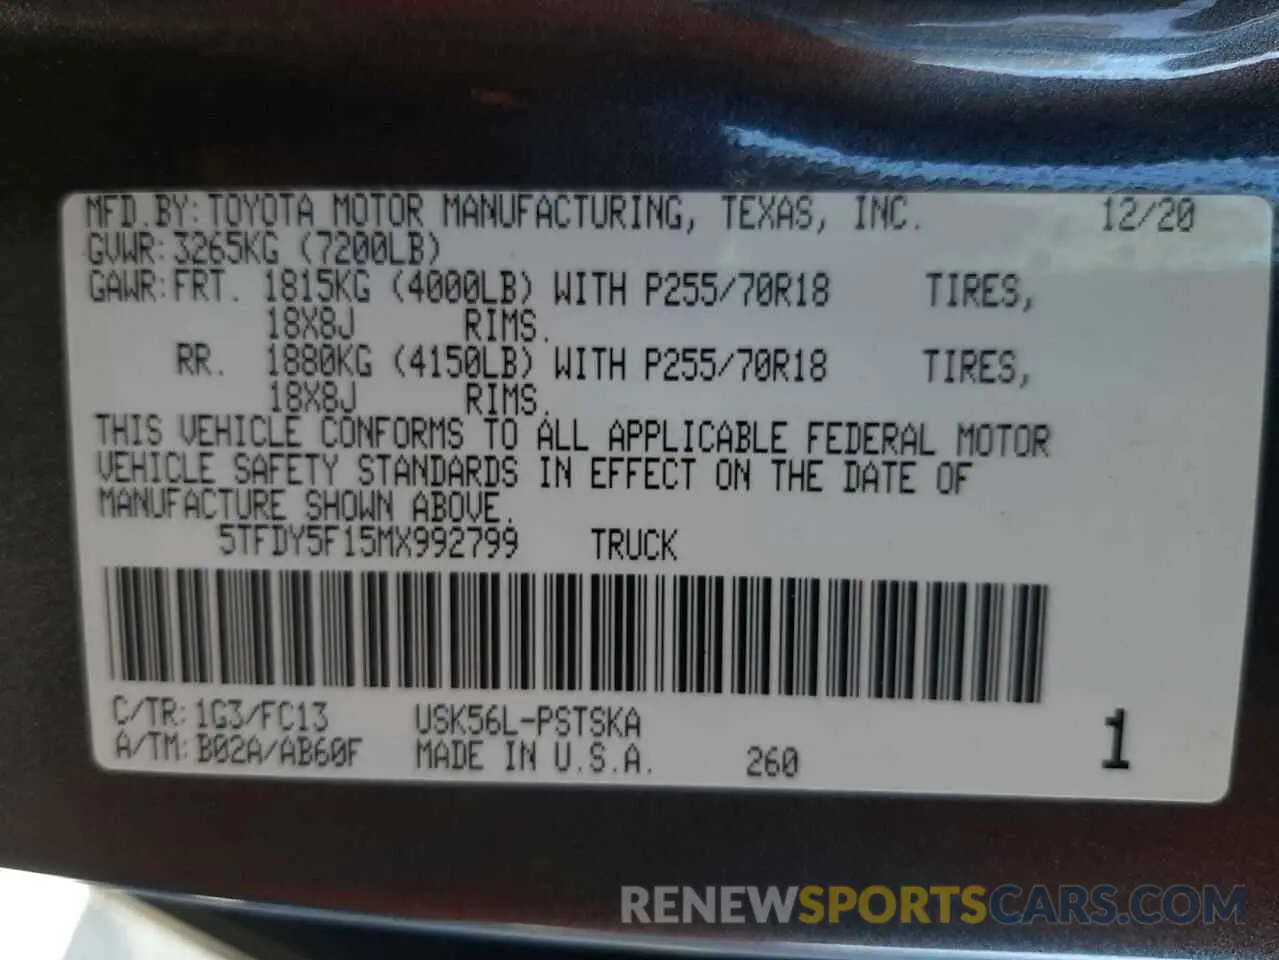 MFD.BY:TOYOTA MOTOR MANUFACTURING, TEXAS, INC. 12/20
GVWR:3265KG (7200LB)
GAWR:FRT. 1815KG (4000LB) WITH P255/70R18 TIRES,
18X8J RIMS.
RR. 1880KG (4150LB) WITH P255/70R18 TIRES,
18X8J RIMS.
THIS VEHICLE CONFORMS TO ALL APPLICABLE FEDERAL MOTOR
VEHICLE SAFETY STANDARDS IN EFFECT ON THE DATE OF
MANUFACTURE SHOWN ABOVE.
5TFDY5F15MX992799 TRUCK
C/TR:1G3/FC13 USK56L-PSTSKA
A/TM:B02A/AB60F MADE IN U.S.A. 260 1
RENEWSPORTSCARS.COM